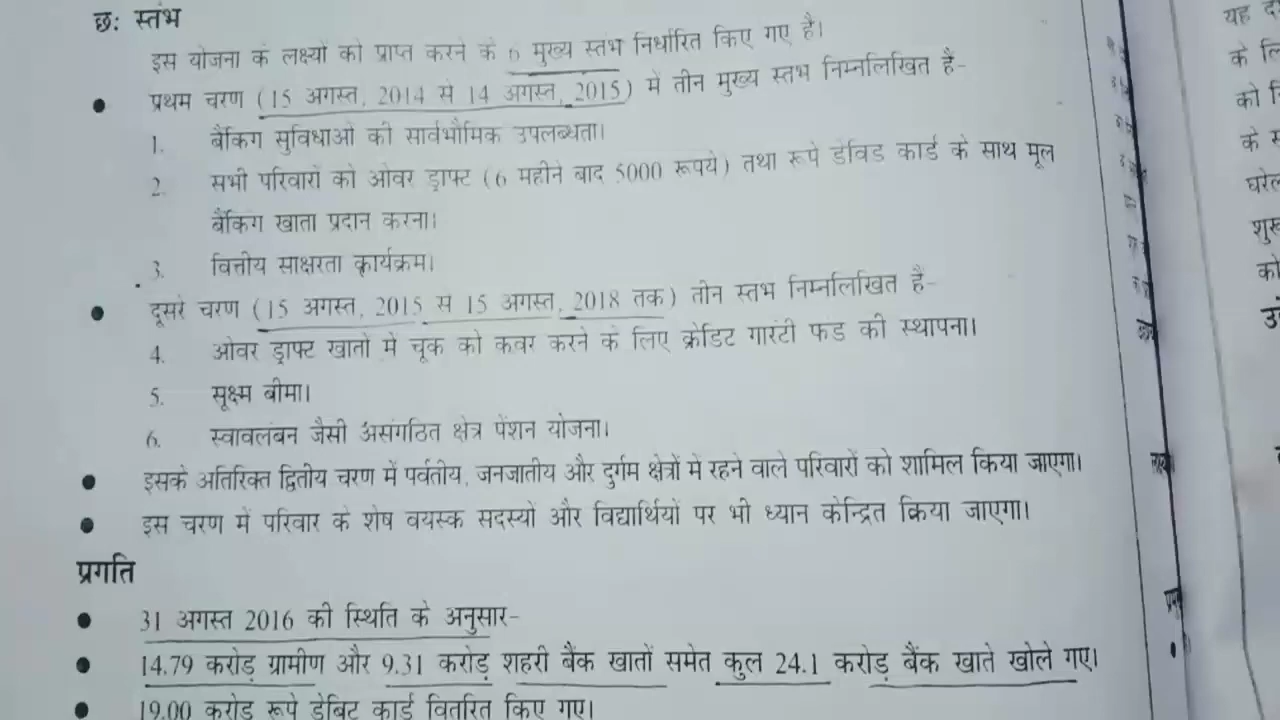 छः स्तंभ
इस योजना के लक्ष्यों को प्राप्त करने के 6 मुख्य स्तंभ निर्धारित किए गए है।
● प्रथम चरण (15 अगस्त, 2014 से 14 अगस्त, 2015) में तीन मुख्य स्तभ निम्नलिखित है-
1. बैंकिग सुविधाओं की सार्वभौमिक उपलब्धता।
2. सभी परिवारों को ओवर ड्राफ्ट (6 महीने बाद 5000 रूपये) तथा रूपे डेविड कार्ड के साथ मूल
बैंकिग खाता प्रदान करना।
3. वित्तीय साक्षरता कार्यक्रम।
● दूसरे चरण (15 अगस्त, 2015 से 15 अगस्त, 2018 तक) तीन स्तभ निम्नलिखित है-
4. ओवर ड्राफ्ट खातों में चूक को कवर करने के लिए क्रेडिट गारंटी फंड की स्थापना।
5. सूक्ष्म बीमा।
6. स्वावलंबन जैसी असंगठित क्षेत्र पेंशन योजना।
● इसके अतिरिक्त द्वितीय चरण में पर्वतीय, जनजातीय और दुर्गम क्षेत्रों में रहने वाले परिवारों को शामिल किया जाएगा।
● इस चरण में परिवार के शेष वयस्क सदस्यों और विद्यार्थियों पर भी ध्यान केन्द्रित किया जाएगा।
प्रगति
● 31 अगस्त 2016 की स्थिति के अनुसार-
● 14.79 करोड़ ग्रामीण और 9.31 करोड़ शहरी बैंक खातों समेत कुल 24.1 करोड़ बैंक खाते खोले गए।
● 19.00 करोड़ रूपे डेबिट कार्ड वितरित किए गए।
यह
के
को
के
घरेल
शुरू
को